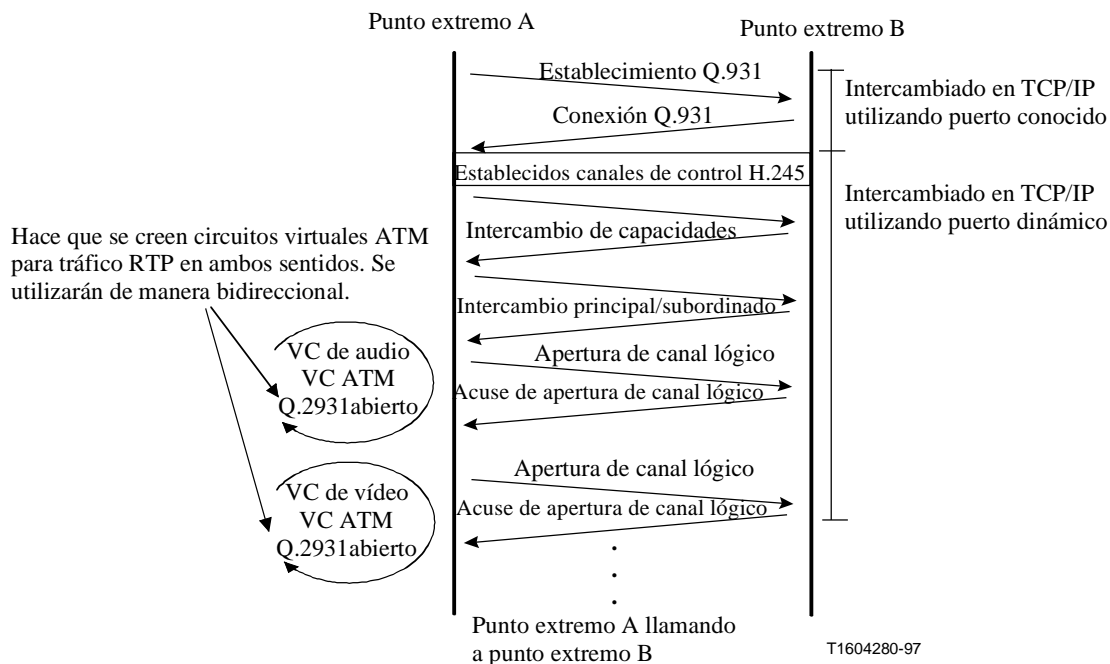 Punto extremo A
Punto extremo B
Establecimiento Q.931
Conexión Q.931
Intercambiado en TCP/IP
utilizando puerto conocido
Establecidos canales de control H.245
Intercambiado en TCP/IP
utilizando puerto dinámico
Intercambio de capacidades
Hace que se creen circuitos virtuales ATM
para tráfico RTP en ambos sentidos. Se
utilizarán de manera bidireccional.
Intercambio principal/subordinado
VC de audio
VC ATM
Q.2931abierto
Apertura de canal lógico
Acuse de apertura de canal lógico
Apertura de canal lógico
VC de vídeo
VC ATM
Q.2931abierto
Acuse de apertura de canal lógico
Punto extremo A llamando
a punto extremo B
T1604280-97